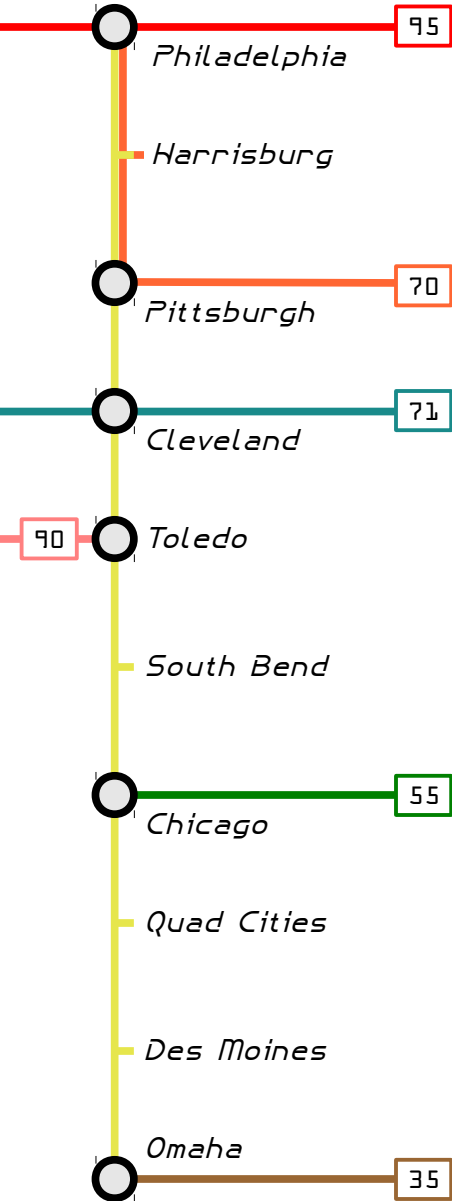 95
Philadelphia
Harrisburg
70
Pittsburgh
71
Cleveland
90 Toledo
South Bend
55
Chicago
Quad Cities
Des Moines
Omaha
35